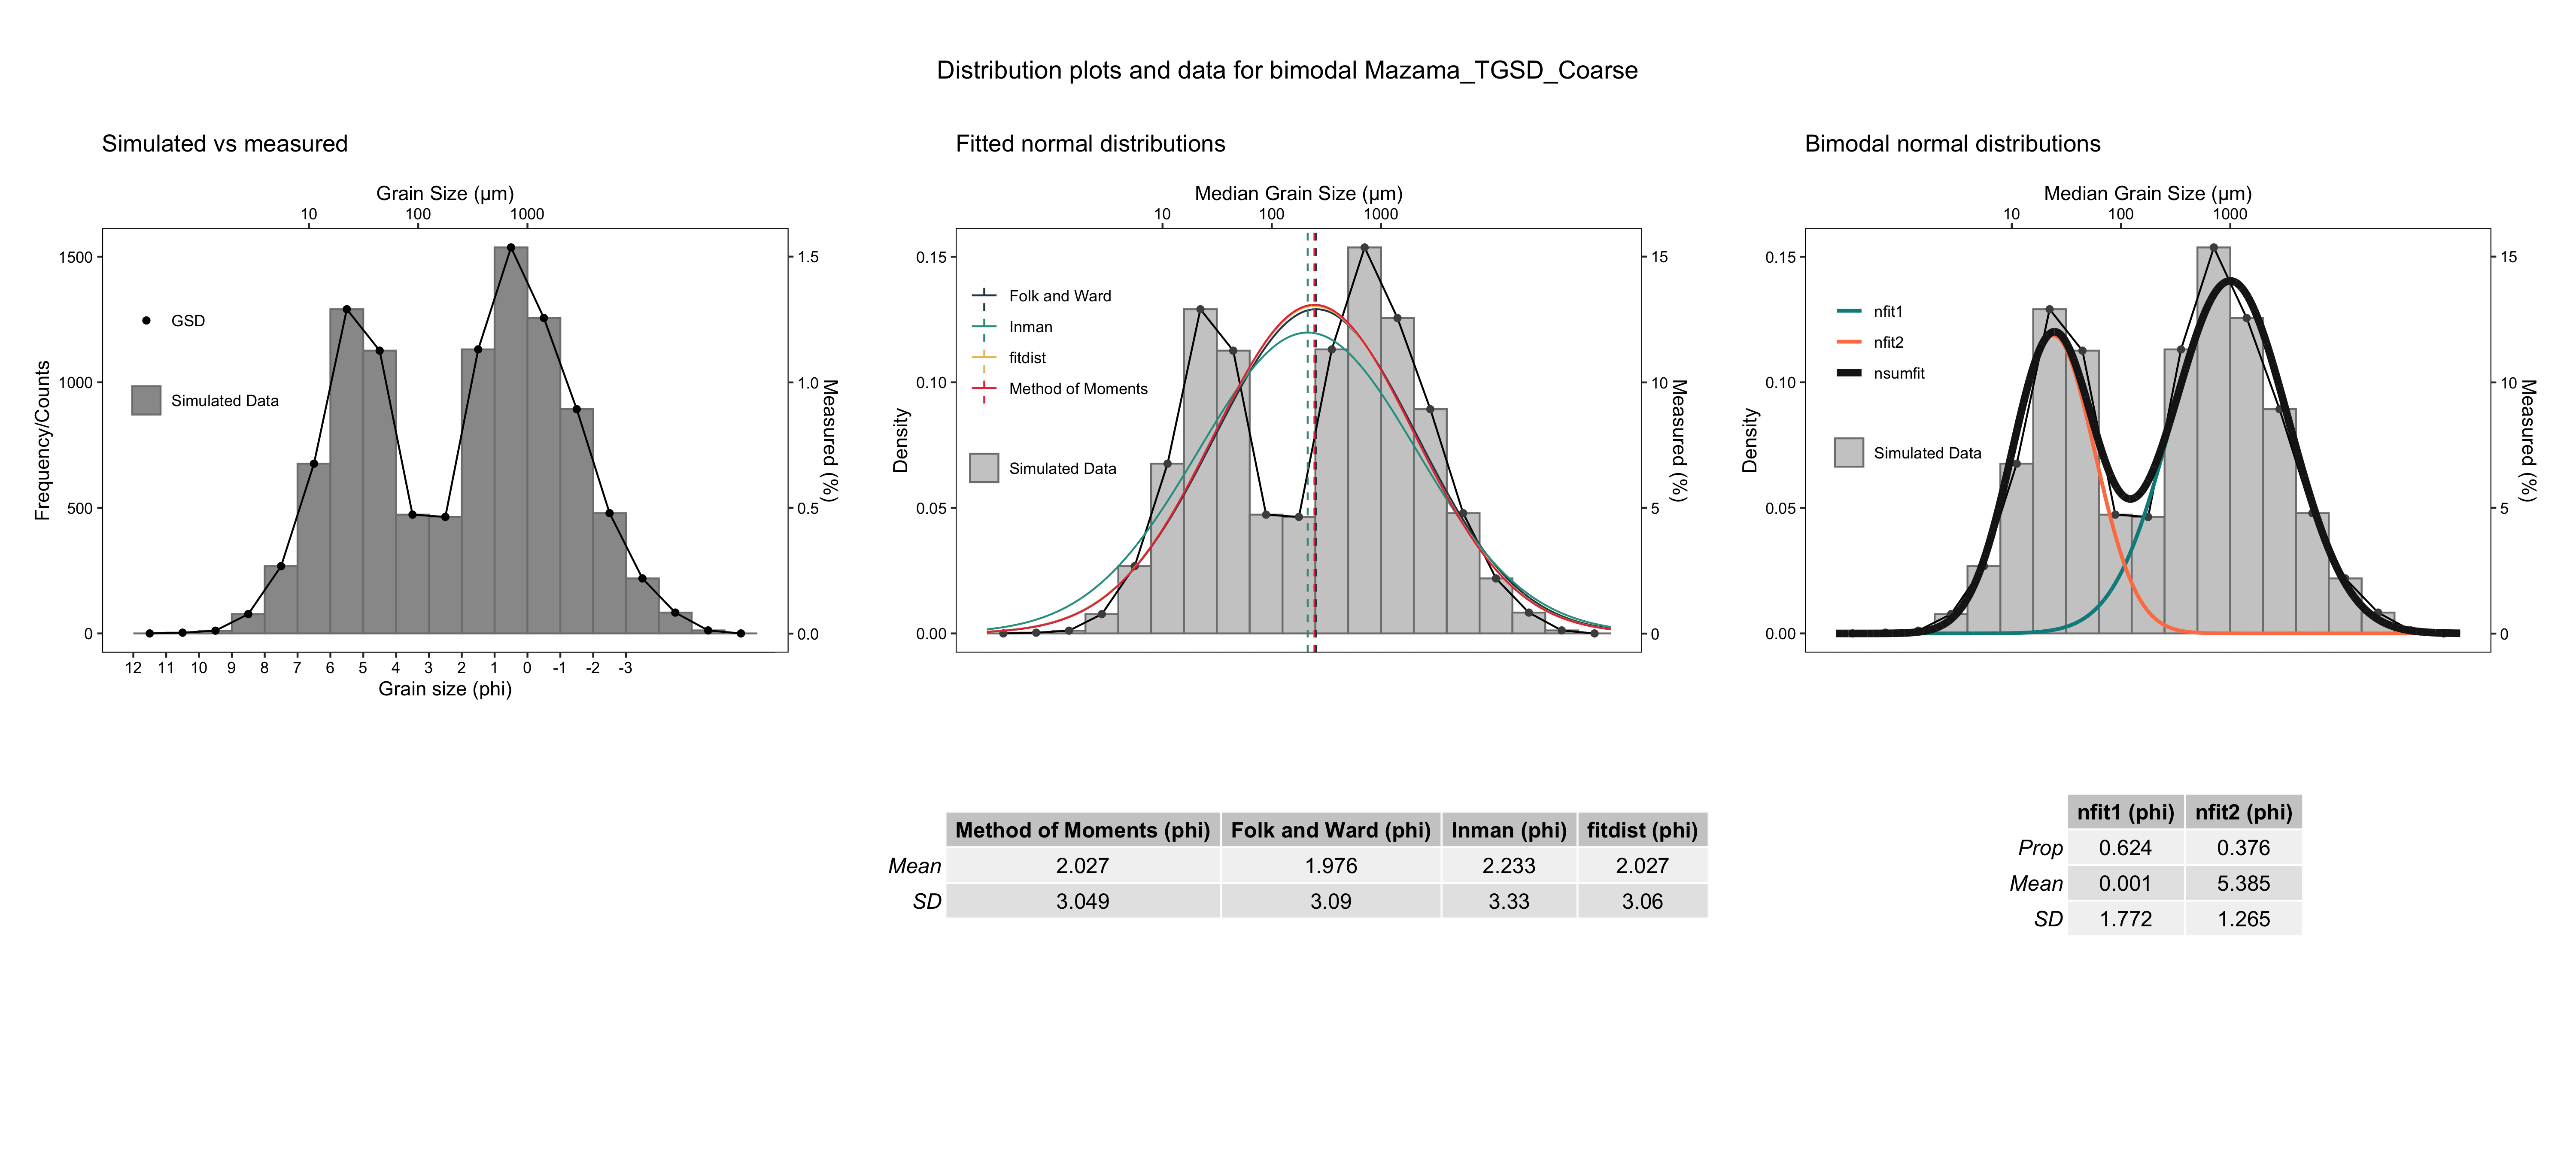 Distribution plots and data for bimodal Mazama_TGSD_Coarse
Simulated vs measured
Grain Size (µm)
10 100 1000
1500
1000
500
0
Frequency/Counts
1.5
1.0
0.5
0.0
Measured (%)
GSD
Simulated Data
12 11 10 9 8 7 6 5 4 3 2 1 0 -1 -2 -3
Grain size (phi)
Fitted normal distributions
Median Grain Size (µm)
10 100 1000
0.15
0.10
0.05
0.00
Density
15
10
5
0
Measured (%)
Folk and Ward
Inman
fitdist
Method of Moments
Simulated Data
Bimodal normal distributions
Median Grain Size (µm)
10 100 1000
0.15
0.10
0.05
0.00
Density
15
10
5
0
Measured (%)
nfit1
nfit2
nsumfit
Simulated Data
Method of Moments (phi) Folk and Ward (phi) Inman (phi) fitdist (phi)
Mean 2.027 1.976 2.233 2.027
SD 3.049 3.09 3.33 3.06
nfit1 (phi) nfit2 (phi)
Prop 0.624 0.376
Mean 0.001 5.385
SD 1.772 1.265